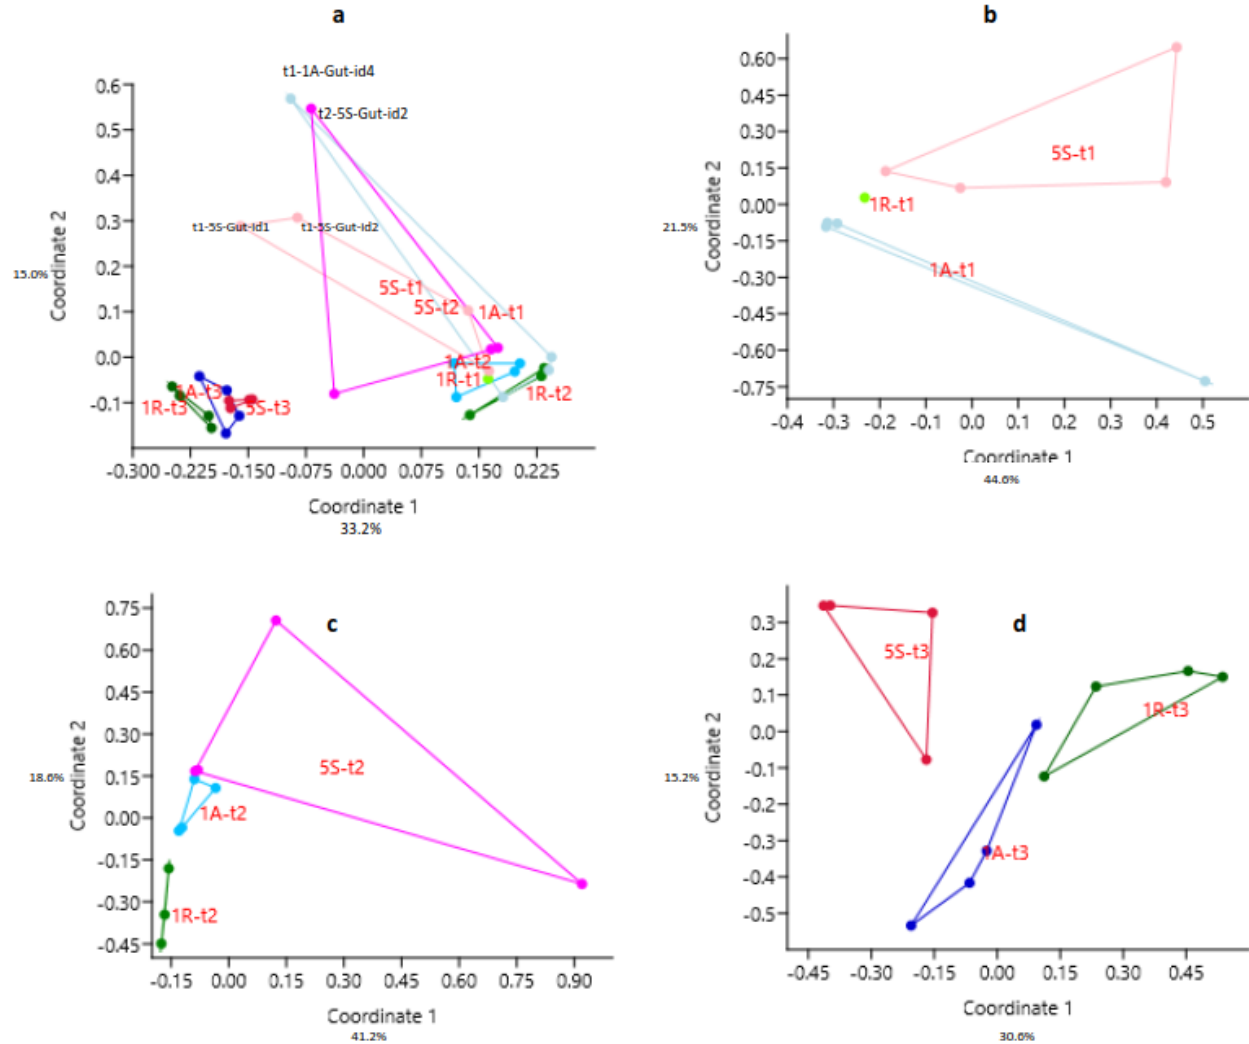 a
t1-1A-Gut-id4
t2-5S-Gut-id2
t1-5S-Gut-id1
t1-5S-Gut-id2
0.6
0.5
0.4
0.3
0.2
0.1
0.0
-0.1
15.0%
Coordinate 2
5S-t1
5S-t2
1A-t1
1A-t2
1R-t1
1R-t2
1R-t3
A-t3
5S-t3
-0.300 -0.225 -0.150 -0.075 0.000 0.075 0.150 0.225
Coordinate 1
33.2%
b
0.60
0.45
0.30
0.15
0.00
-0.15
-0.30
-0.45
-0.60
-0.75
21.5%
Coordinate 2
5S-t1
1R-t1
1A-t1
-0.4 -0.3 -0.2 -0.1 0.0 0.1 0.2 0.3 0.4 0.5
Coordinate 1
44.6%
c
0.75
0.60
0.45
0.30
0.15
0.00
-0.15
-0.30
-0.45
18.6%
Coordinate 2
5S-t2
1A-t2
1R-t2
-0.15 0.00 0.15 0.30 0.45 0.60 0.75 0.90
Coordinate 1
41.2%
d
0.3
0.2
0.1
0.0
-0.1
-0.2
-0.3
-0.4
-0.5
15.2%
Coordinate 2
5S-t3
1R-t3
A-t3
-0.45 -0.30 -0.15 0.00 0.15 0.30 0.45
Coordinate 1
30.6%